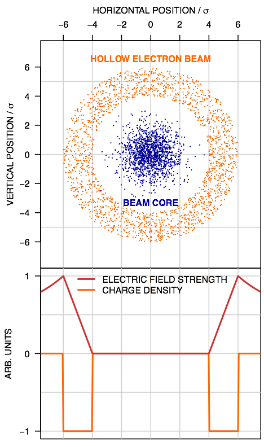 HORIZONTAL POSITION / σ
−6 −4 −2 0 2 4 6
HOLLOW ELECTRON BEAM
VERTICAL POSITION / σ
6
4
2
0
−2
−4
−6
BEAM CORE
ELECTRIC FIELD STRENGTH
CHARGE DENSITY
ARB. UNITS
1
0
−1